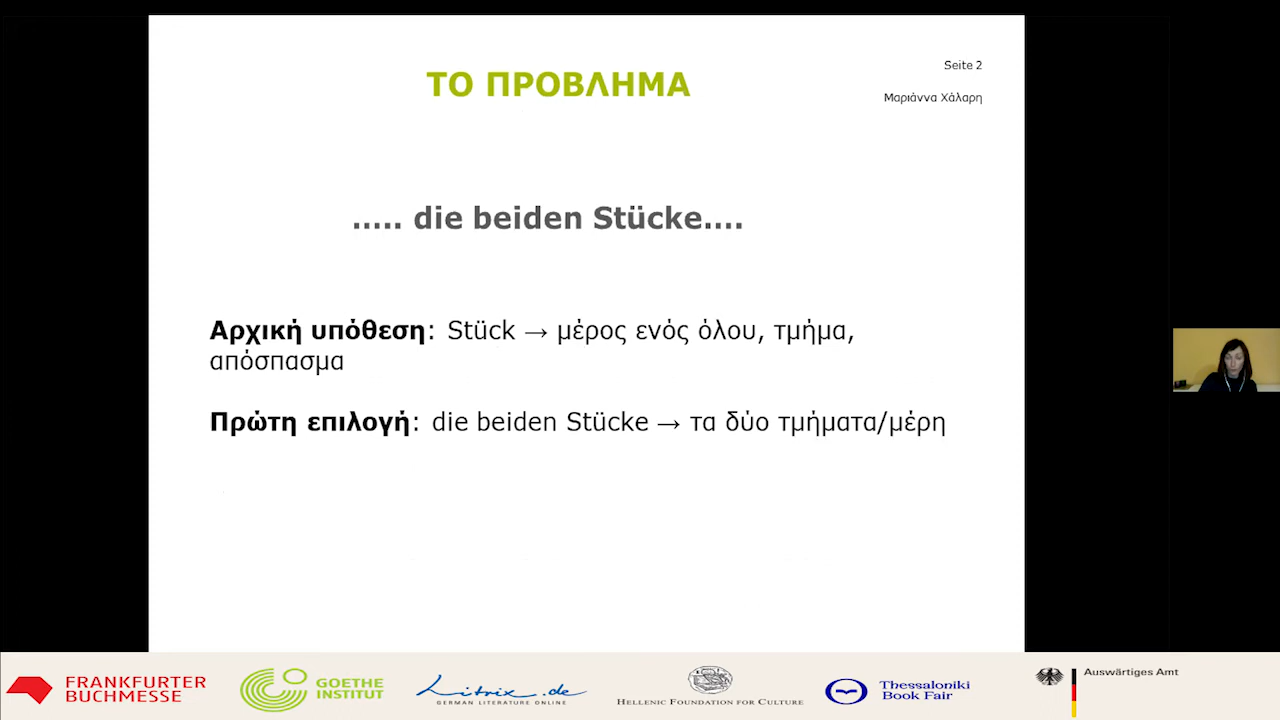 ΤΟ ΠΡΟΒΛΗΜΑ
Seite 2
Μαριάννα Χάλαρη
..... die beiden Stücke....
Αρχική υπόθεση: Stück → μέρος ενός όλου, τμήμα,
απόσπασμα
Πρώτη επιλογή: die beiden Stücke → τα δύο τμήματα/μέρη
FRANKFURTER
BUCHMESSE
GOETHE
INSTITUT
Litrix.de
GERMAN LITERATURE ONLINE
HELLENIC FOUNDATION FOR CULTURE
Thessaloniki
Book Fair
Auswärtiges Amt